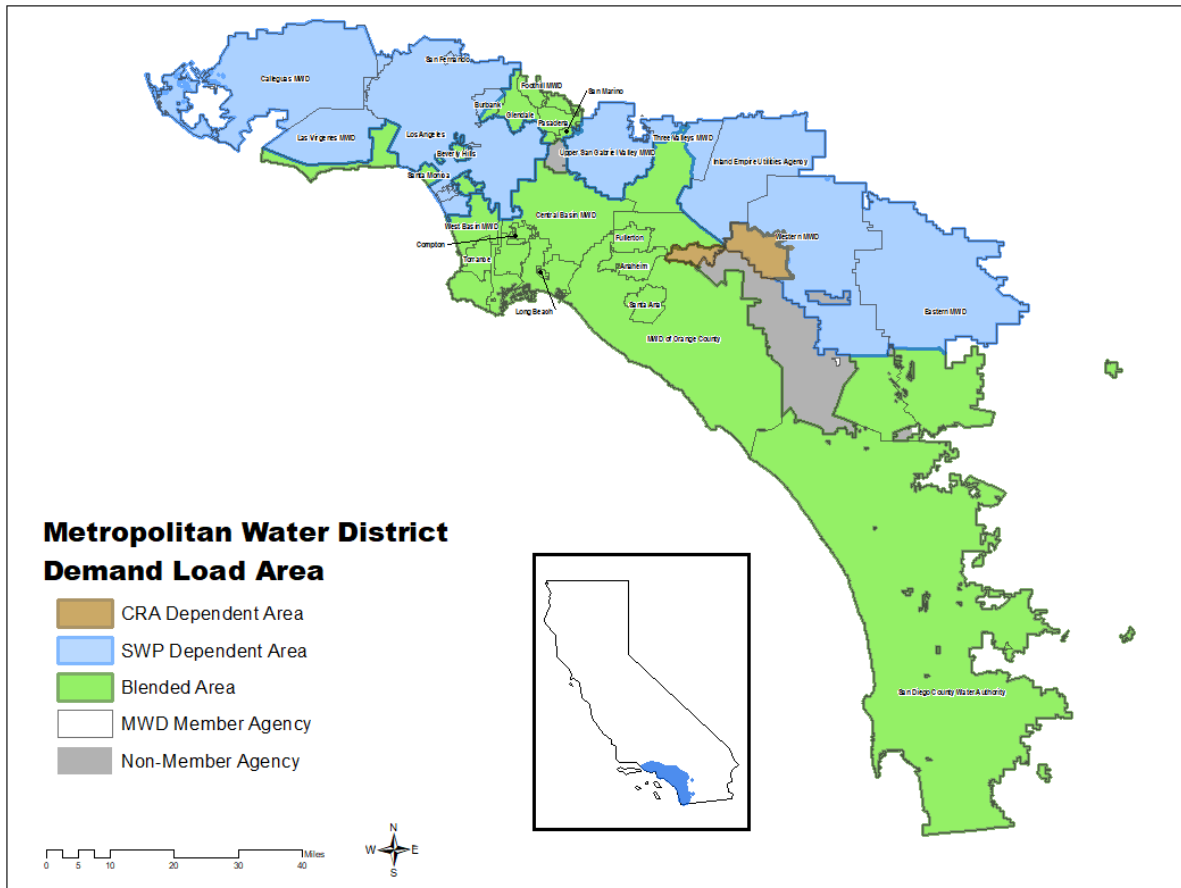 San Fernando
Calleguas MWD
Foothill MWD
San Marino
Burbank
Glendale
Pasadena
Las Virgenes MWD
Los Angeles
Three Valleys MWD
Beverly Hills
Upper San Gabriel Valley MWD
Inland Empire Utilities Agency
Santa Monica
Central Basin MWD
West Basin MWD
Compton
Fullerton
Western MWD
Torrance
Anaheim
Santa Ana
Long Beach
Eastern MWD
MWD of Orange County
San Diego County Water Authority
Metropolitan Water District
Demand Load Area
CRA Dependent Area
SWP Dependent Area
Blended Area
MWD Member Agency
Non-Member Agency
N
W E
S
Miles
0 5 10 20 30 40